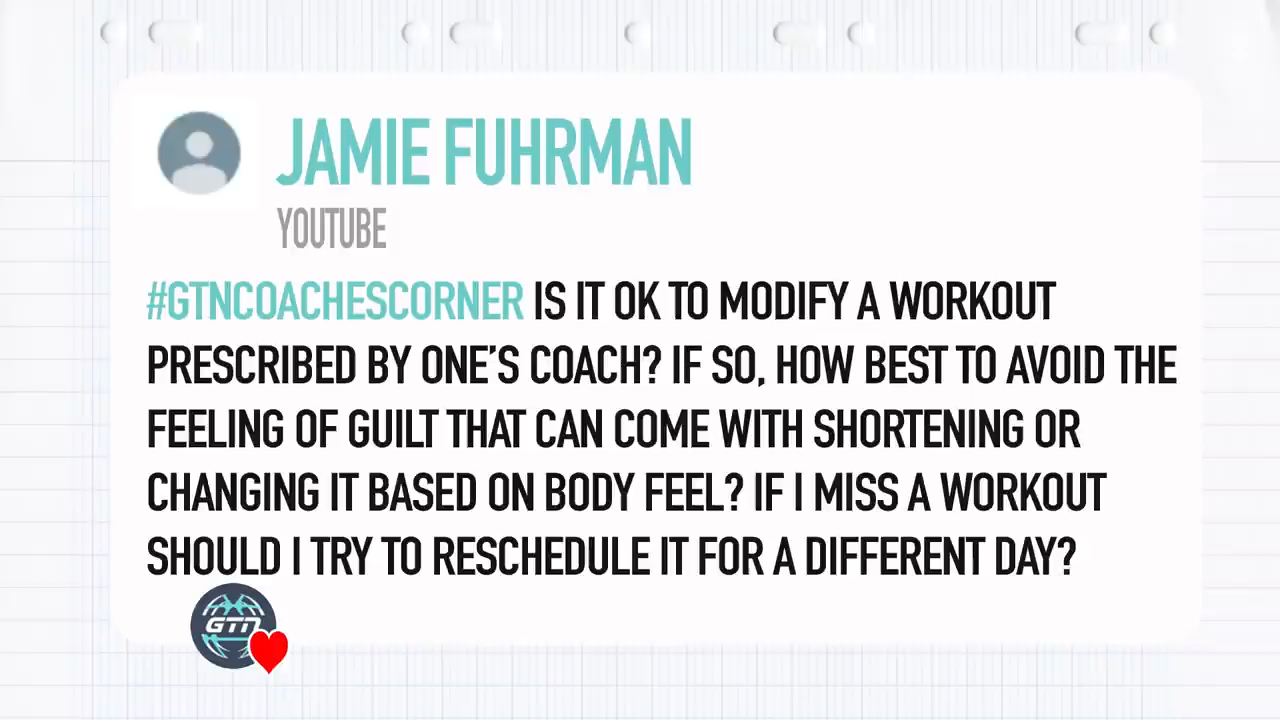 JAMIE FUHRMAN
YOUTUBE
#GTNCOACHESCORNER IS IT OK TO MODIFY A WORKOUT
PRESCRIBED BY ONE’S COACH? IF SO, HOW BEST TO AVOID THE
FEELING OF GUILT THAT CAN COME WITH SHORTENING OR
CHANGING IT BASED ON BODY FEEL? IF I MISS A WORKOUT
SHOULD I TRY TO RESCHEDULE IT FOR A DIFFERENT DAY?
GTN